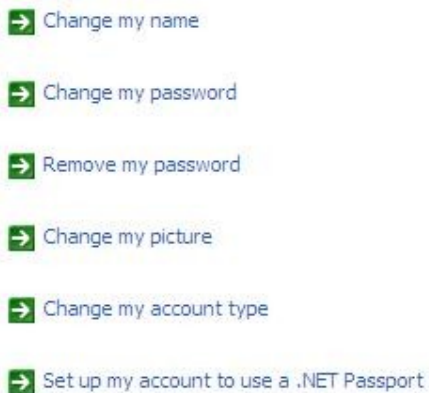 Change my name
Change my password
Remove my password
Change my picture
Change my account type
Set up my account to use a .NET Passport